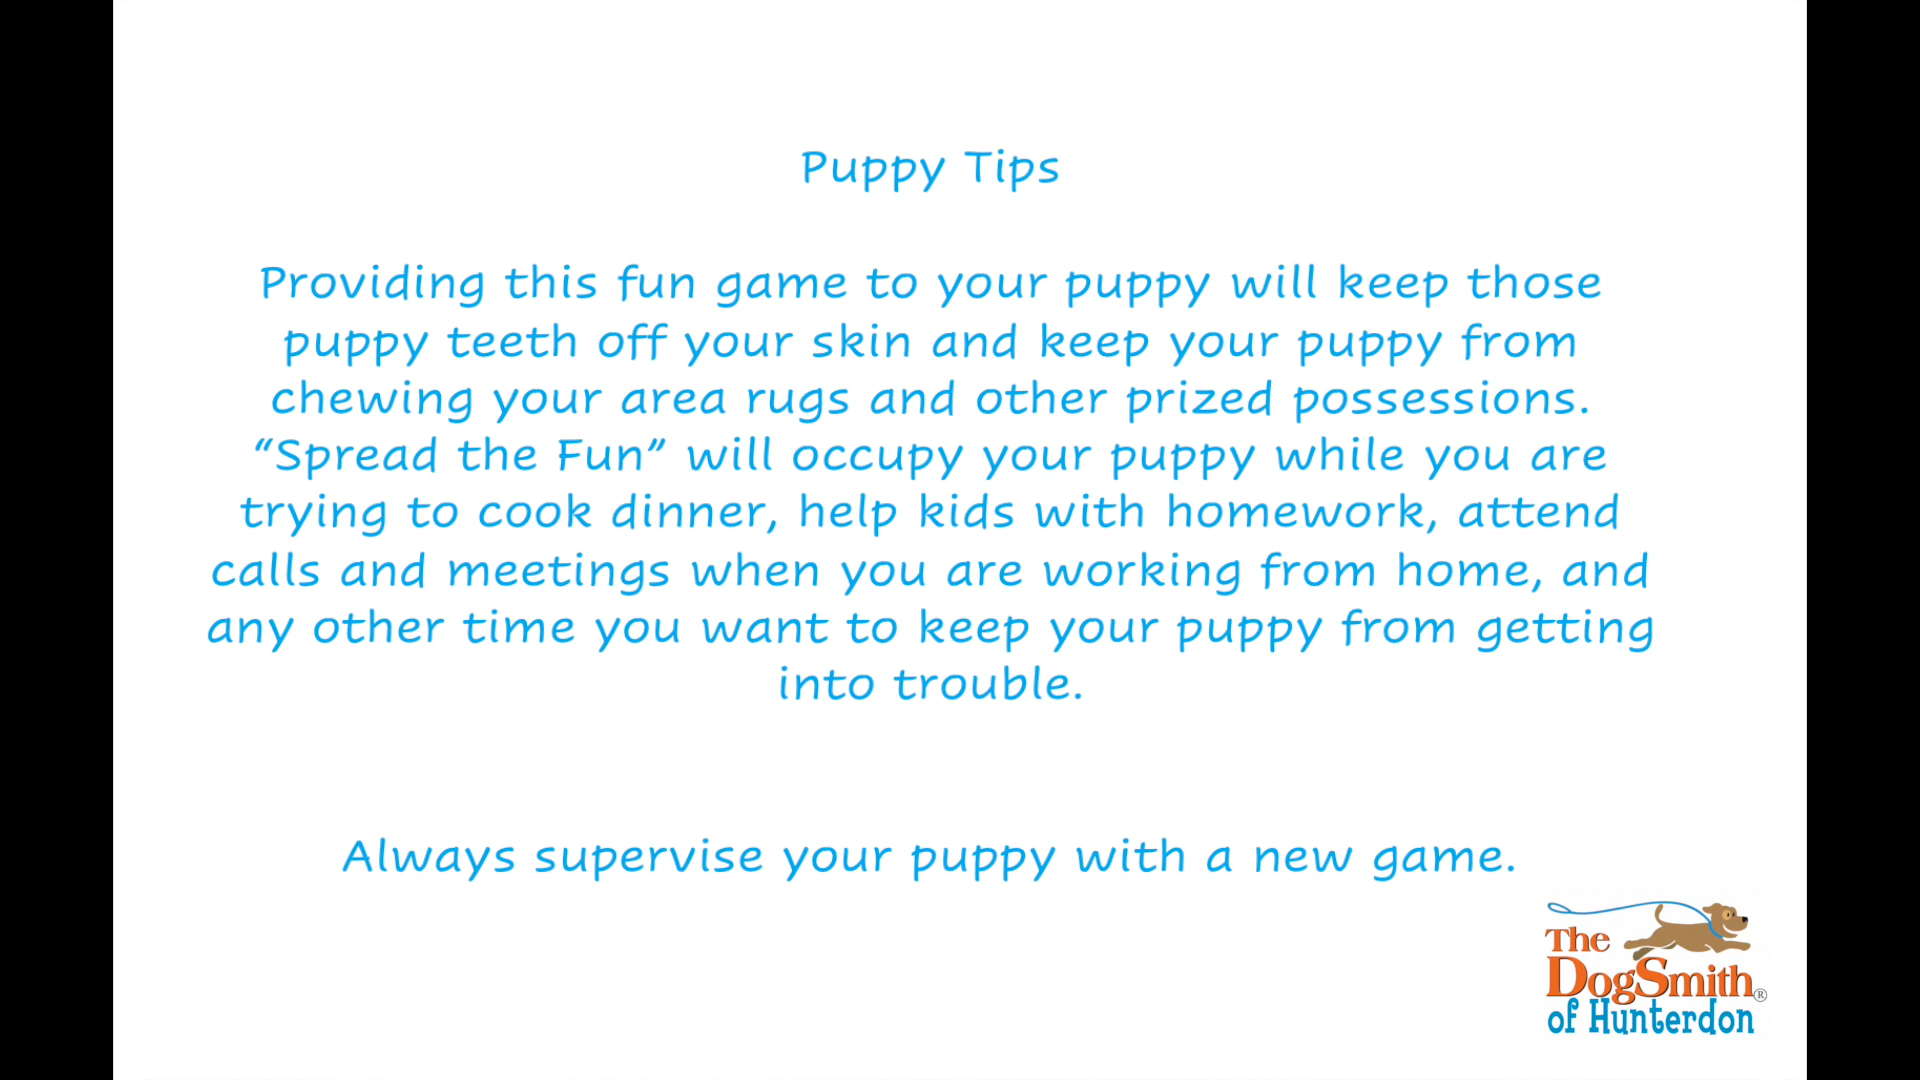 Puppy Tips
Providing this fun game to your puppy will keep those
puppy teeth off your skin and keep your puppy from
chewing your area rugs and other prized possessions.
“Spread the Fun” will occupy your puppy while you are
trying to cook dinner, help kids with homework, attend
calls and meetings when you are working from home, and
any other time you want to keep your puppy from getting
into trouble.
Always supervise your puppy with a new game.
The
DogSmith®
of Hunterdon